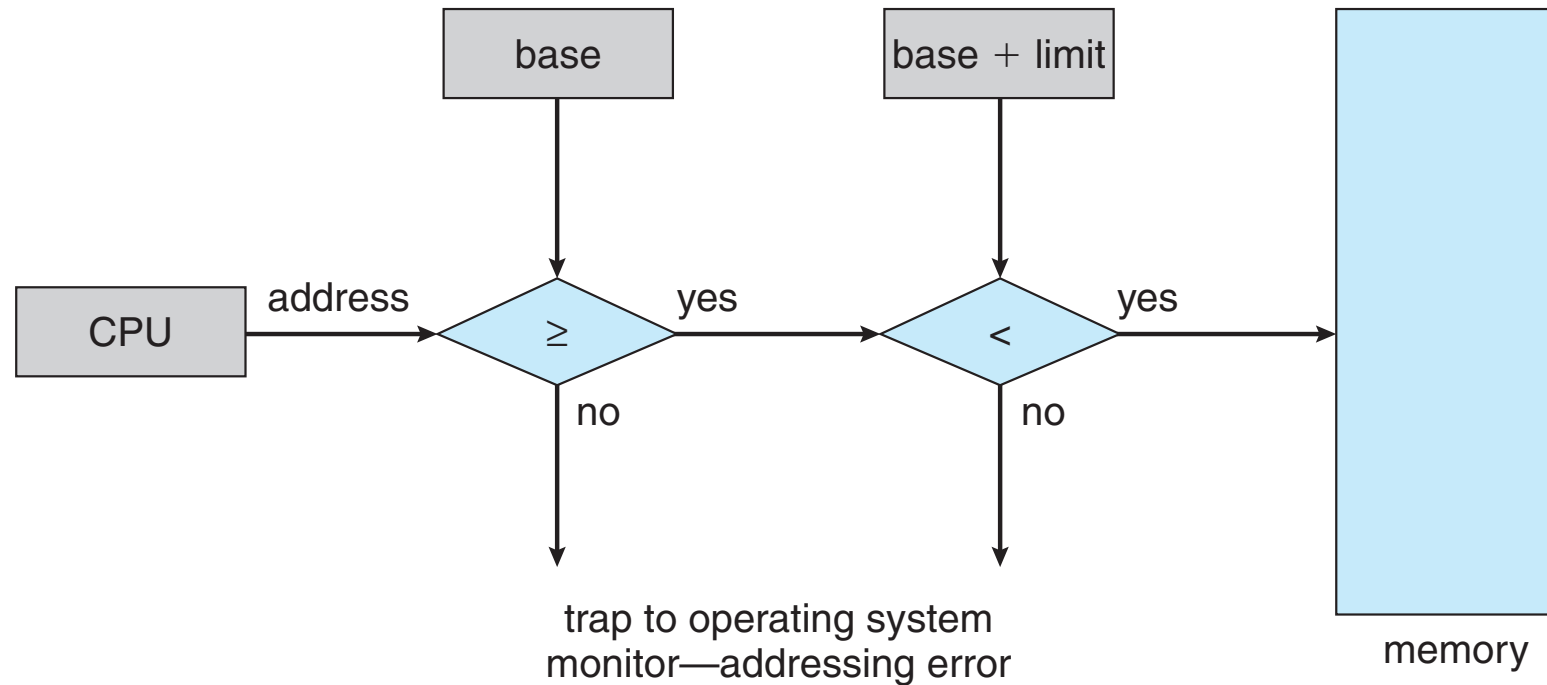 base
base + limit
CPU
address
≥
yes
<
yes
no
no
trap to operating system
monitor—addressing error
memory